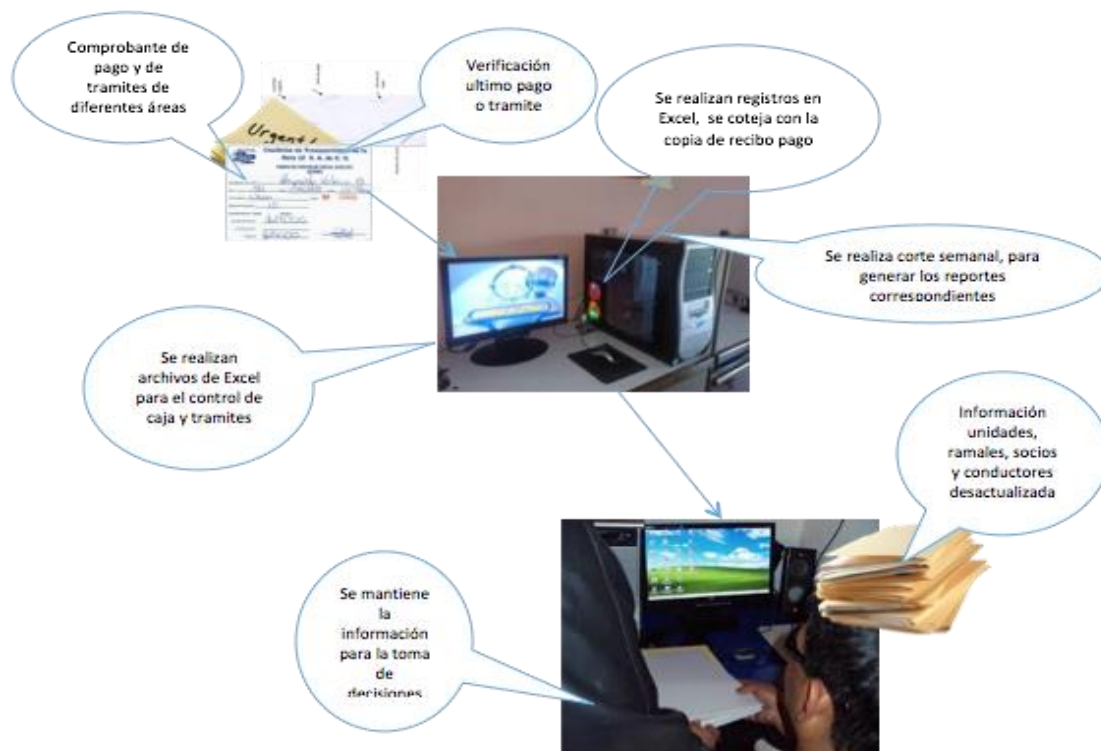 Comprobante de
pago y de
tramites de
diferentes áreas
Verificación
ultimo pago
o tramite
Se realizan registros en
Excel, se coteja con la
copia de recibo pago
Urgente
Se realiza corte semanal, para
generar los reportes
correspondientes
Se realizan
archivos de Excel
para el control de
caja y tramites
Información
unidades,
ramales, socios
y conductores
desactualizada
Se mantiene
la
información
para la toma
de
decisiones